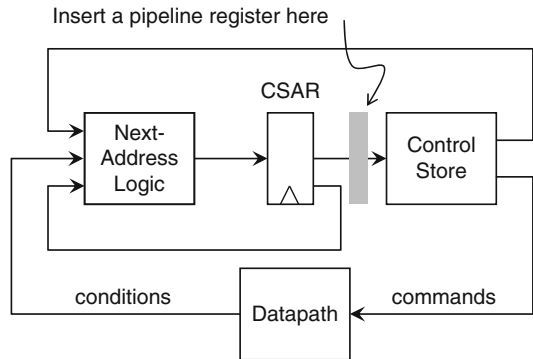 Insert a pipeline register here
CSAR
Next-
Address
Logic
Control
Store
conditions
Datapath
commands